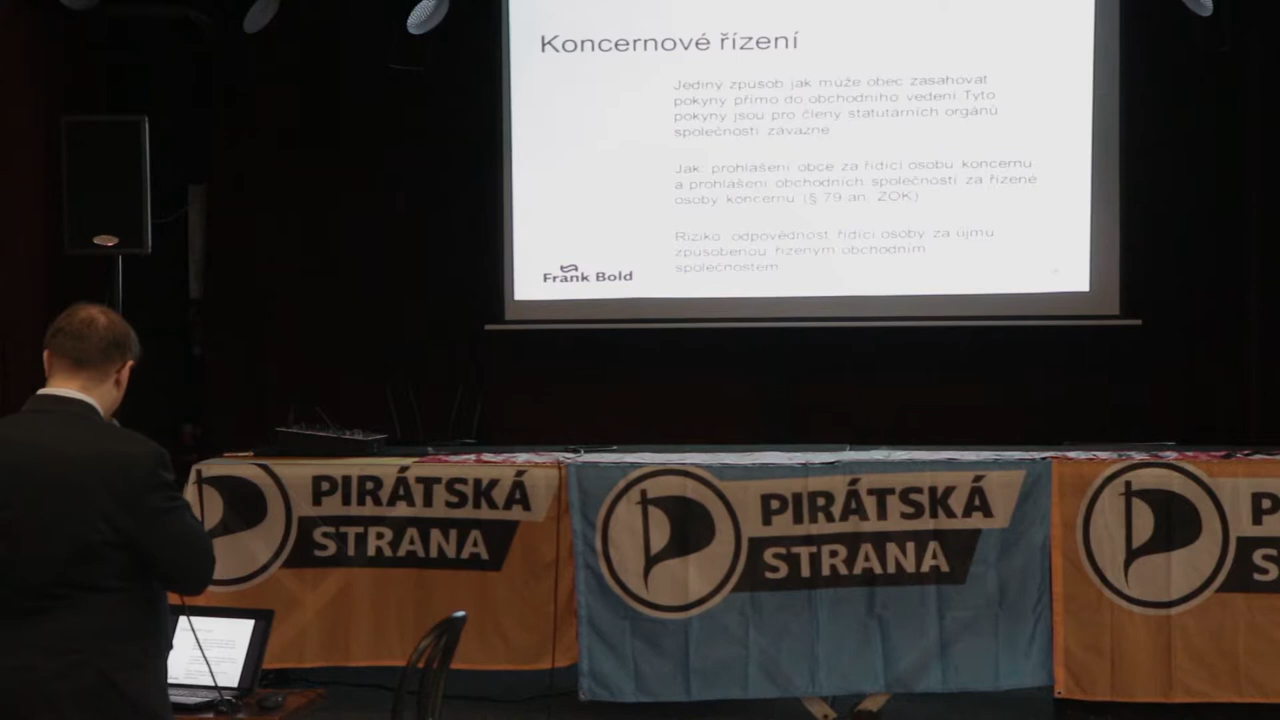 Koncernové řízení
Jediný způsob jak může obec zasahovat
pokyny přímo do obchodního vedení. Tyto
pokyny jsou pro členy statutárních orgánů
společnosti závazné
Jak: prohlášení obce za řídící osobu koncernu
a prohlášení obchodních společností za řízené
osoby koncernu (§ 79 an. ZOK)
Riziko: odpovědnost řídící osoby za újmu
způsobenou řízeným obchodním
společnostem
Frank Bold
PIRÁTSKÁ
STRANA
PIRÁTSKÁ
STRANA
P
S